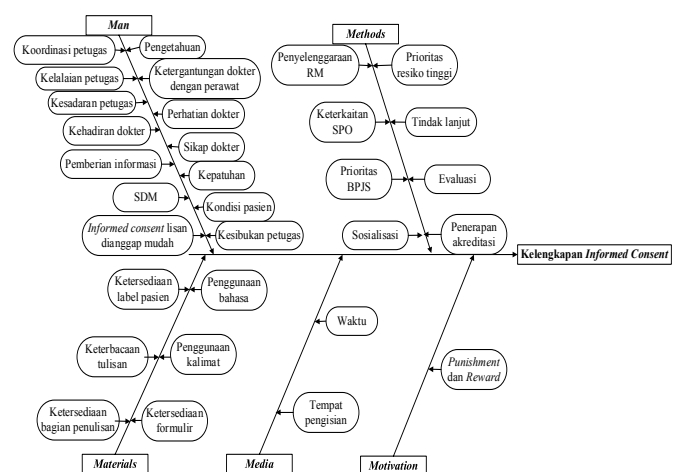 Man
Koordinasi petugas
Pengetahuan
Kelalaian petugas
Ketergantungan dokter
dengan perawat
Kesadaran petugas
Perhatian dokter
Kehadiran dokter
Sikap dokter
Pemberian informasi
Kepatuhan
SDM
Kondisi pasien
Informed consent lisan
dianggap mudah
Kesibukan petugas
Methods
Penyelenggaraan
RM
Prioritas
resiko tinggi
Keterkaitan
SPO
Tindak lanjut
Prioritas
BPJS
Evaluasi
Sosialisasi
Penerapan
akreditasi
Kelengkapan Informed Consent
Ketersediaan
label pasien
Penggunaan
bahasa
Keterbacaan
tulisan
Penggunaan
kalimat
Ketersediaan
bagian penulisan
Ketersediaan
formulir
Materials
Waktu
Tempat
pengisian
Media
Punishment
dan Reward
Motivation